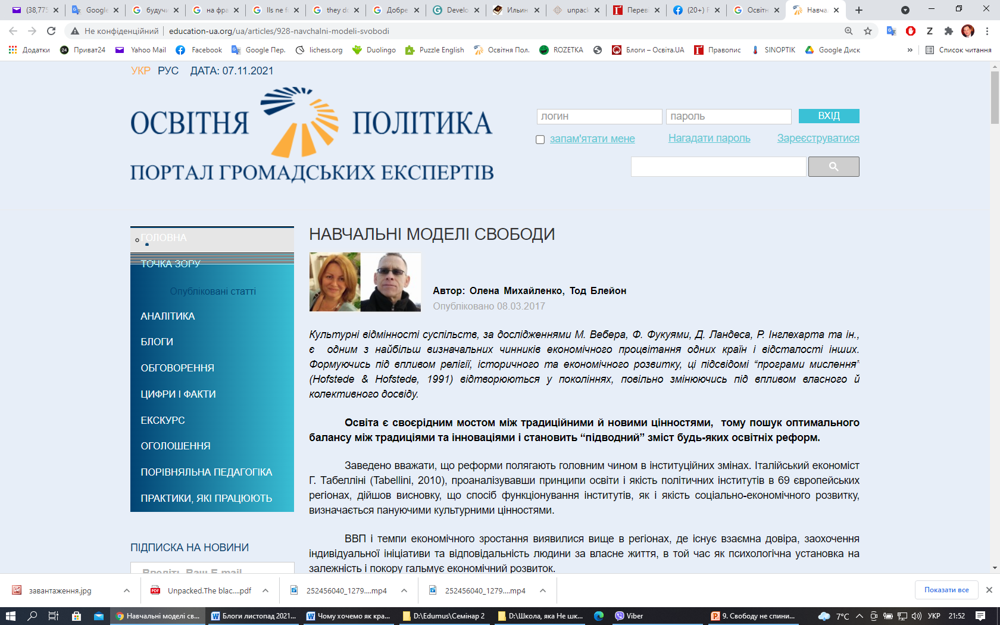 (38,775
Google
будучи
на фра
Ils ne f
they do
Добре
Develo
Ильин
unpack
Переві
(20+) F
Освітн
Навча
Не конфіденційний
education-ua.org/ua/articles/928-navchalni-modeli-svobodi
Додатки
Приват24
Yahoo Mail
Facebook
Google Пер.
lichess.org
Duolingo
Puzzle English
Освітня Пол.
ROZETKA
Блоги – Освіта.UA
Правопис
SINOPTIK
Google Диск
»
Список читання
УКР РУС ДАТА: 07.11.2021
ОСВІТНЯ ПОЛІТИКА
ПОРТАЛ ГРОМАДСЬКИХ ЕКСПЕРТІВ
логин
пароль
ВХІД
запам'ятати мене
Нагадати пароль
Зареєструватися
ГОЛОВНА
ТОЧКА ЗОРУ
Опубліковані статті
АНАЛІТИКА
БЛОГИ
ОБГОВОРЕННЯ
ЦИФРИ І ФАКТИ
ЕКСКУРС
ОГОЛОШЕННЯ
ПОРІВНЯЛЬНА ПЕДАГОГІКА
ПРАКТИКИ, ЯКІ ПРАЦЮЮТЬ
ПІДПИСКА НА НОВИНИ
Введіть Ваш E-mail
НАВЧАЛЬНІ МОДЕЛІ СВОБОДИ
Автор: Олена Михайленко, Тод Блейон
Опубліковано 08.03.2017
Культурні відмінності суспільств, за дослідженнями М. Вебера, Ф. Фукуями, Д. Ландеса, Р. Інглехарта та ін.,
є одним з найбільш визначальних чинників економічного процвітання одних країн і відсталості інших.
Формуючись під впливом релігії, історичного та економічного розвитку, ці підсвідомі “програми мислення”
(Hofstede & Hofstede, 1991) відтворюються у поколіннях, повільно змінюючись під впливом власного й
колективного досвіду.
Освіта є своєрідним мостом між традиційними й новими цінностями, тому пошук оптимального
балансу між традиціями та інноваціями і становить “підводний” зміст будь-яких освітніх реформ.
Заведено вважати, що реформи полягають головним чином в інституційних змінах. Італійський економіст
Г. Табелліні (Tabellini, 2010), проаналізувавши принципи освіти і якість політичних інститутів в 69 європейських
регіонах, дійшов висновку, що спосіб функціонування інститутів, як і якість соціально-економічного розвитку,
визначається пануючими культурними цінностями.
ВВП і темпи економічного зростання виявилися вище в регіонах, де існує взаємна довіра, заохочення
індивідуальної ініціативи та відповідальність людини за власне життя, в той час як психологічна установка на
залежність і покору гальмує економічний розвиток.
завантаження.jpg
Unpacked.The blac....pdf
252456040_1279....mp4
252456040_1279....mp4
Показати все
Навчальні моделі св...
Блоги листопад 2021...
Чому хочемо як кра...
D:\Edumus\Семінар 2
D:\Школа, яка Не шк...
Viber
9. Свободу не спини...
7°C
УКР
21:52